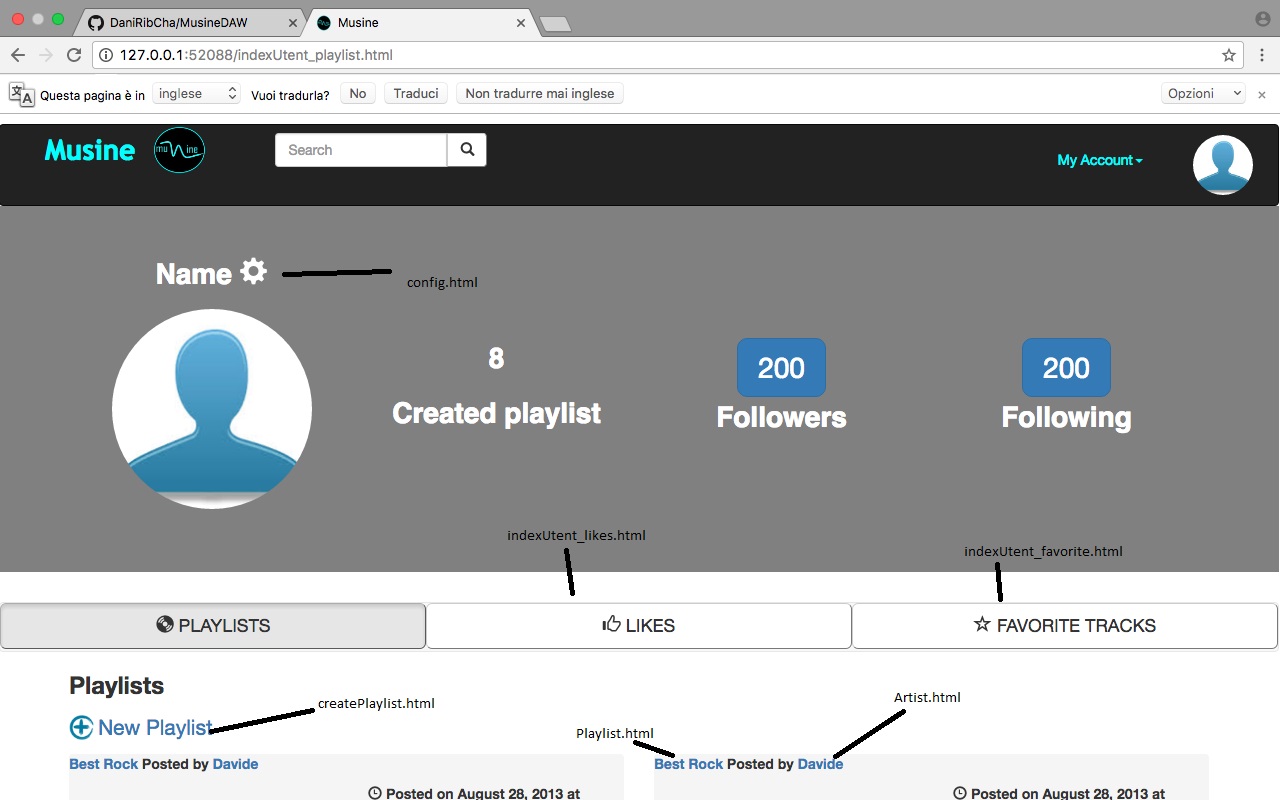 DaniRibCha/MusineDAW
Musine
127.0.0.1:52088/indexUtent_playlist.html
Questa pagina è in inglese Vuoi tradurla? No Traduci Non tradurre mai inglese Opzioni
Musine musine Search My Account
Name config.html
8 200 200
Created playlist Followers Following
indexUtent_likes.html
indexUtent_favorite.html
PLAYLISTS LIKES FAVORITE TRACKS
Playlists
createPlaylist.html Artist.html
New Playlist Playlist.html
Best Rock Posted by Davide Best Rock Posted by Davide
Posted on August 28, 2013 at Posted on August 28, 2013 at